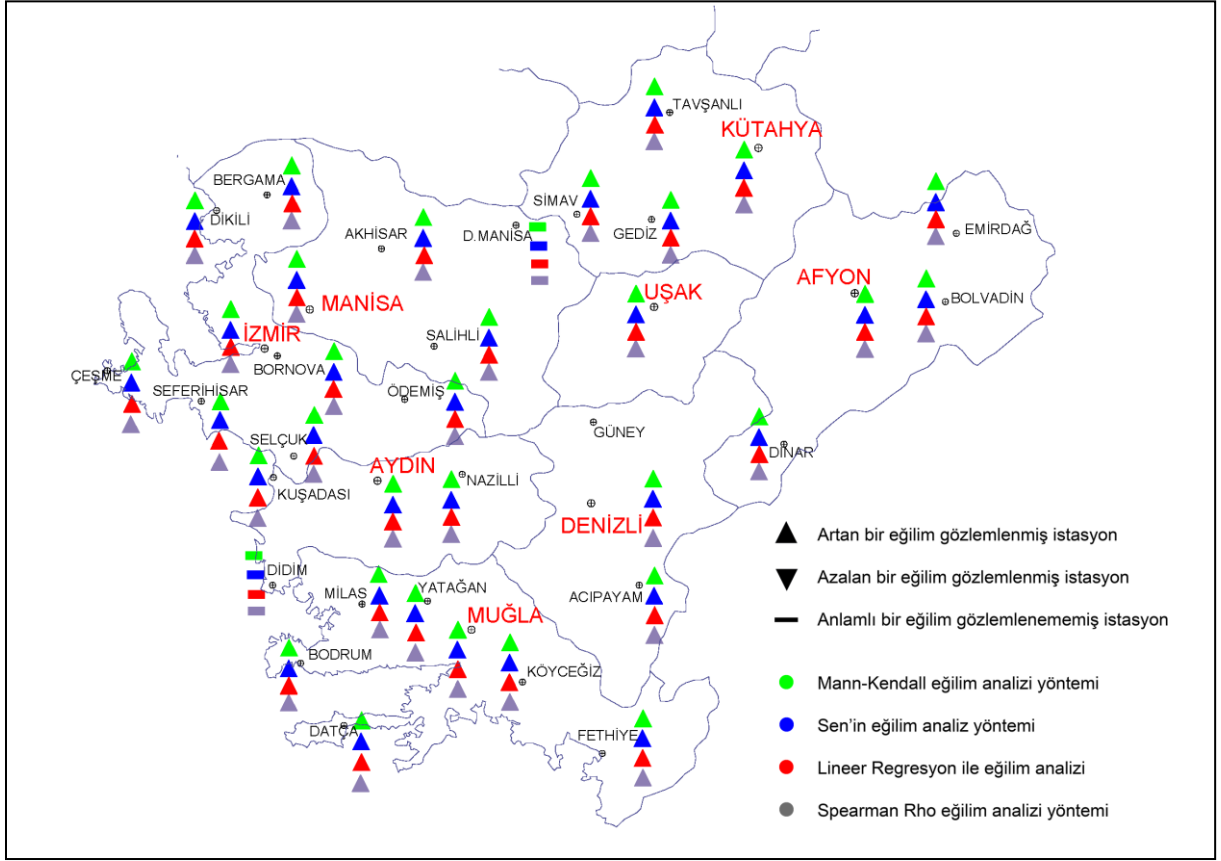 TAVŞANLI
KÜTAHYA
BERGAMA
SİMAV
DİKİLİ
GEDİZ
EMİRDAĞ
AKHİSAR
D.MANİSA
AFYON
UŞAK
BOLVADİN
MANİSA
İZMİR
SALİHLİ
BORNOVA
ÇEŞME
SEFERİHİSAR
ÖDEMİŞ
GÜNEY
SELÇUK
DİNAR
AYDIN
NAZİLLİ
KUŞADASI
DENİZLİ
Artan bir eğilim gözlemlenmiş istasyon
DİDİM
Azalan bir eğilim gözlemlenmiş istasyon
MİLAS
YATAĞAN
ACIPAYAM
MUĞLA
Anlamlı bir eğilim gözlemlenememiş istasyon
BODRUM
KÖYCEĞİZ
Mann-Kendall eğilim analizi yöntemi
DATÇA
FETHİYE
Sen'in eğilim analiz yöntemi
Lineer Regresyon ile eğilim analizi
Spearman Rho eğilim analizi yöntemi